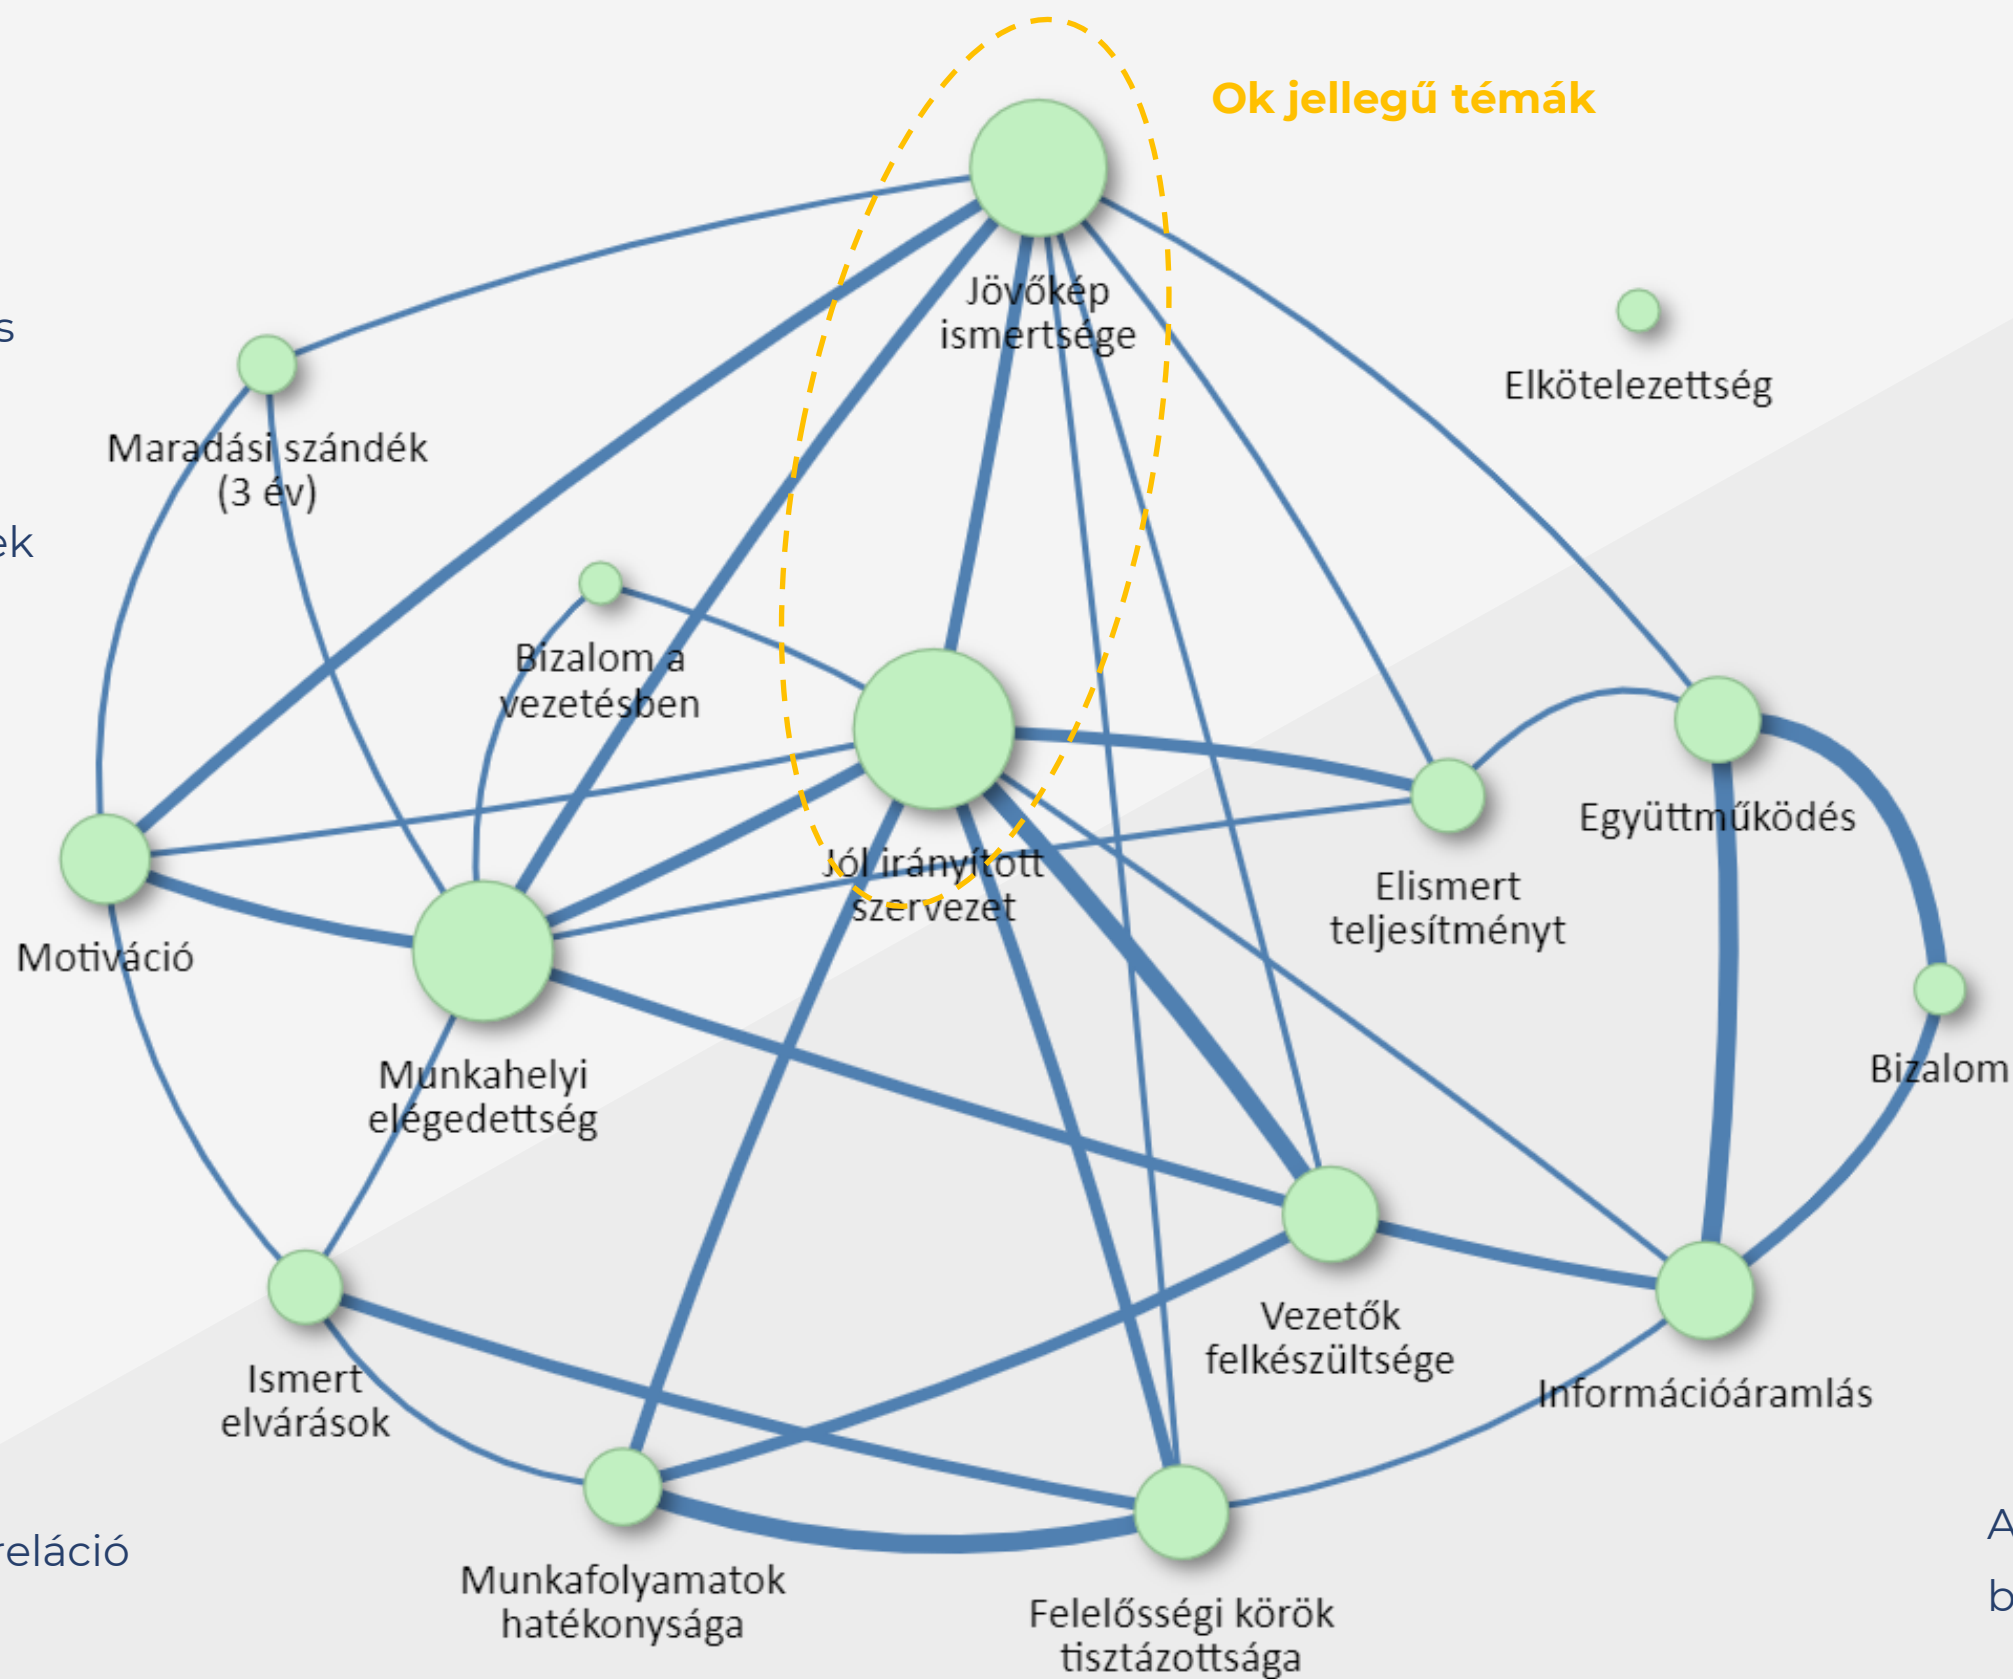 Ok jellegű témák
Jövőkép
ismertsége
Elkötelezettség
Maradási szándék
(3 év)
Bizalom a
vezetésben
Együttműködés
Jól irányított
szervezet
Elismert
teljesítményt
Motiváció
Bizalom
Munkahelyi
elégedettség
Vezetők
felkészültsége
Ismert
elvárások
Információáramlás
Munkafolyamatok
hatékonysága
Felelősségi körök
tisztázottsága